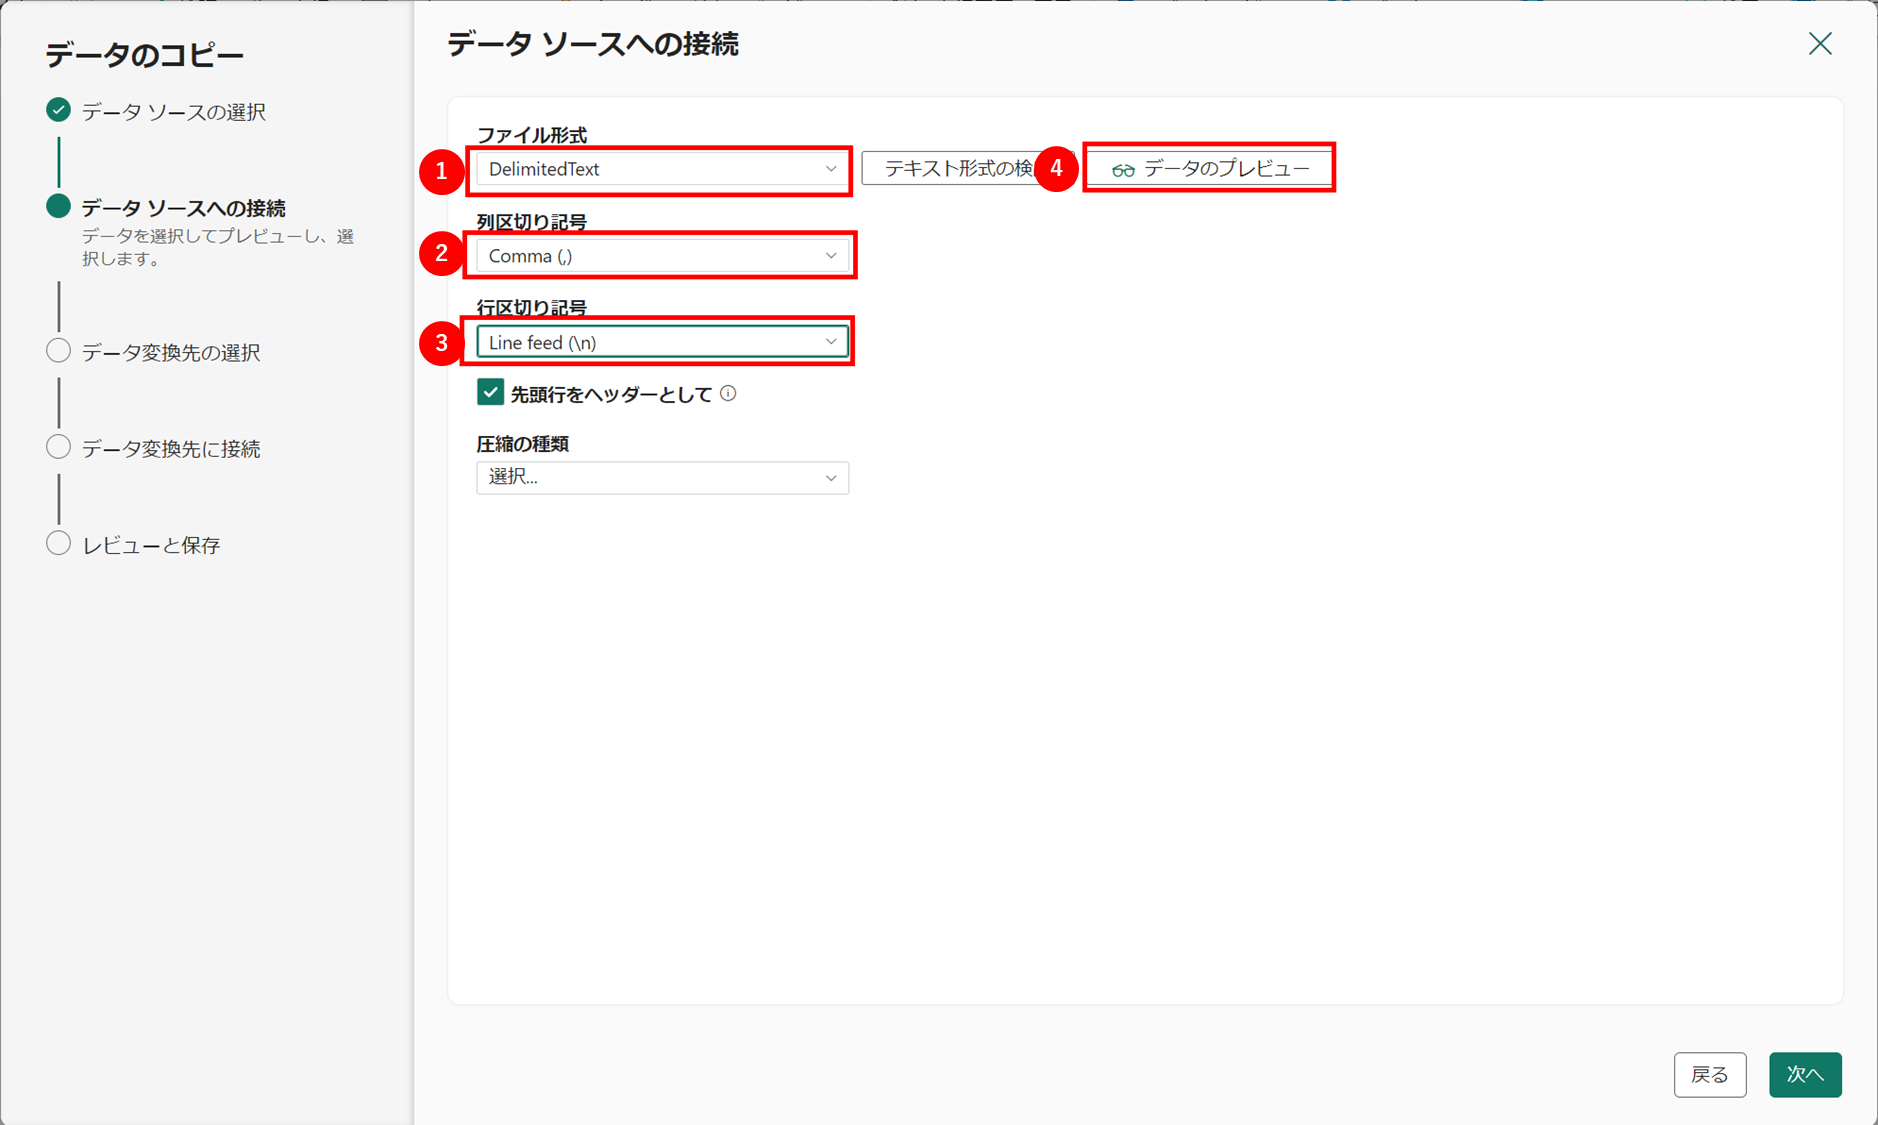 データのコピー
データ ソースの選択
データ ソースへの接続
データを選択してプレビューし、選
択します。
データ変換先の選択
データ変換先に接続
レビューと保存
データ ソースへの接続
ファイル形式
1
DelimitedText
テキスト形式の検
4
データのプレビュー
列区切り記号
2
Comma (,)
行区切り記号
3
Line feed (\n)
先頭行をヘッダーとして
圧縮の種類
選択...
戻る
次へ